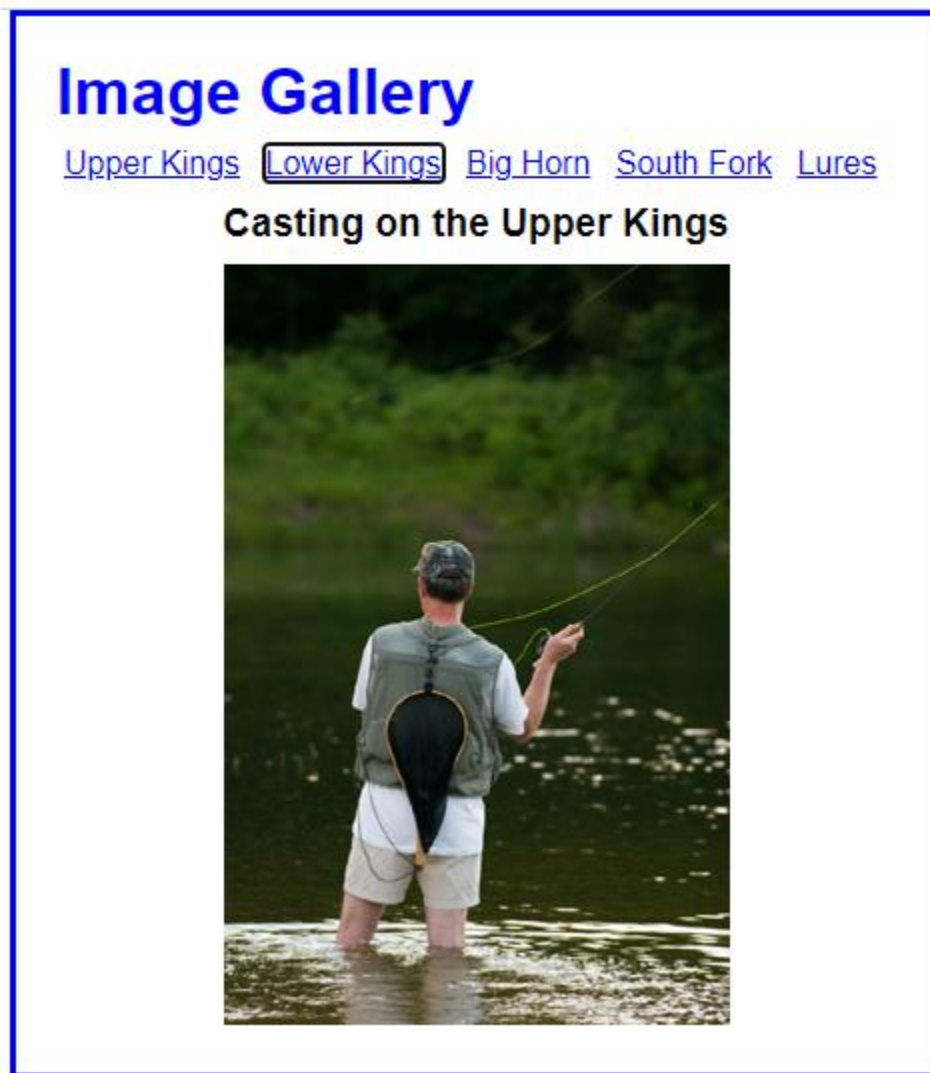 Image Gallery
Upper Kings Lower Kings Big Horn South Fork Lures
Casting on the Upper Kings